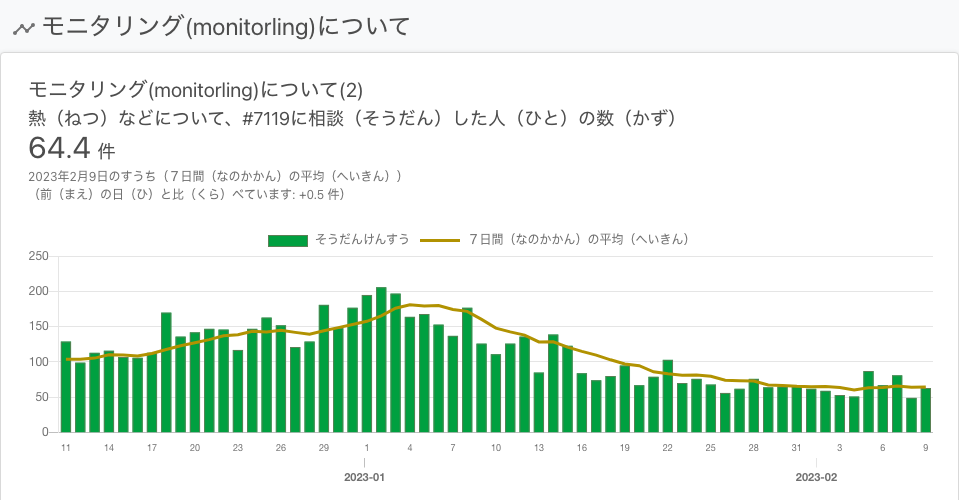 モニタリング(monitorling)について
モニタリング(monitorling)について(2)
熱（ねつ）などについて、#7119に相談（そうだん）した人（ひと）の数（かず）
64.4 件
2023年2月9日のすうち（７日間（なのかかん）の平均（へいきん））
（前（まえ）の日（ひ）と比（くら）べています: +0.5 件）
そうだんけんすう ７日間（なのかかん）の平均（へいきん）
250
200
150
100
50
0
11 14 17 20 23 26 29 1 4 7 10 13 16 19 22 25 28 31 3 6 9
2023-01 2023-02